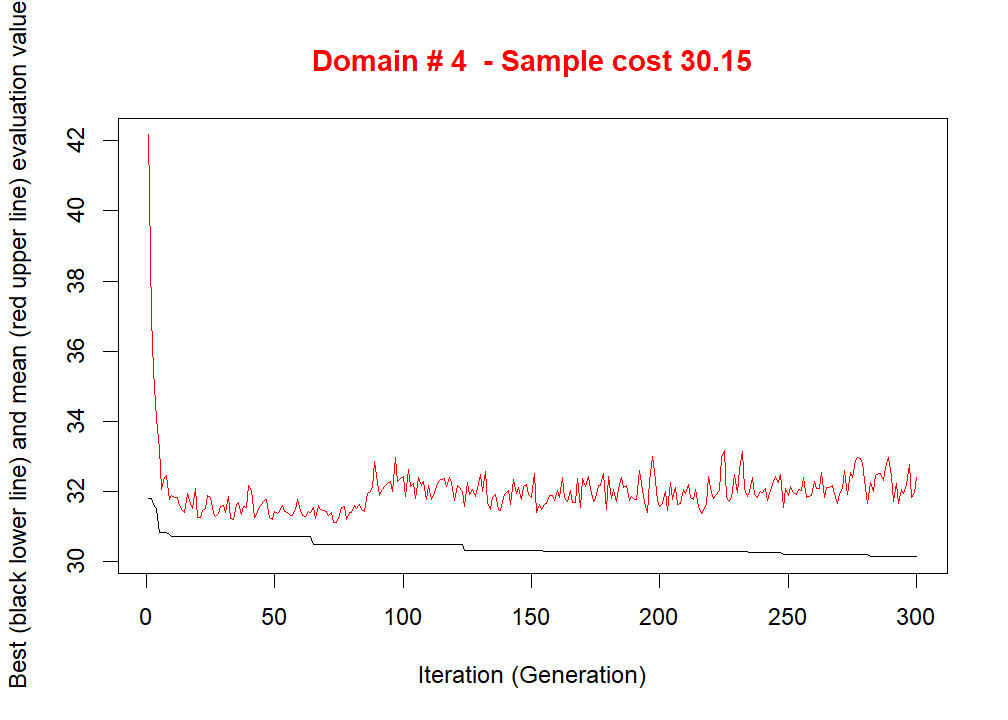 Domain # 4  - Sample cost 30.15
Best (black lower line) and mean (red upper line) evaluation value
42
40
38
36
34
32
30
0 50 100 150 200 250 300
Iteration (Generation)